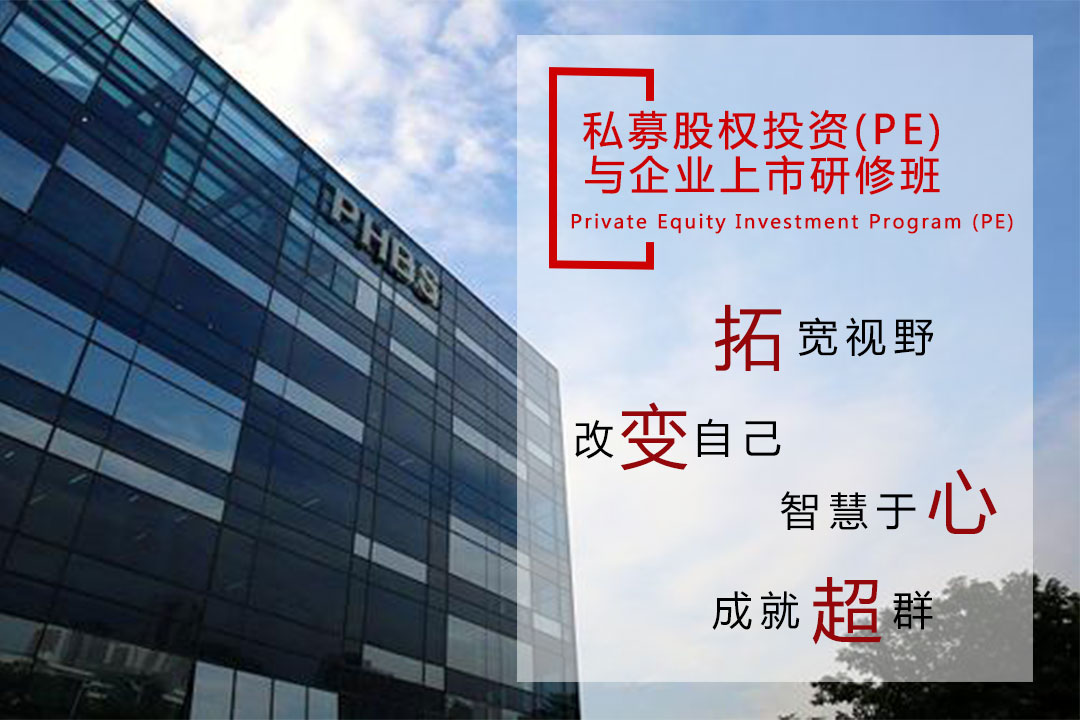 PHBS
私募股权投资(PE)
与企业上市研修班
Private Equity Investment Program (PE)
拓宽视野
改变自己
智慧于心
成就超群